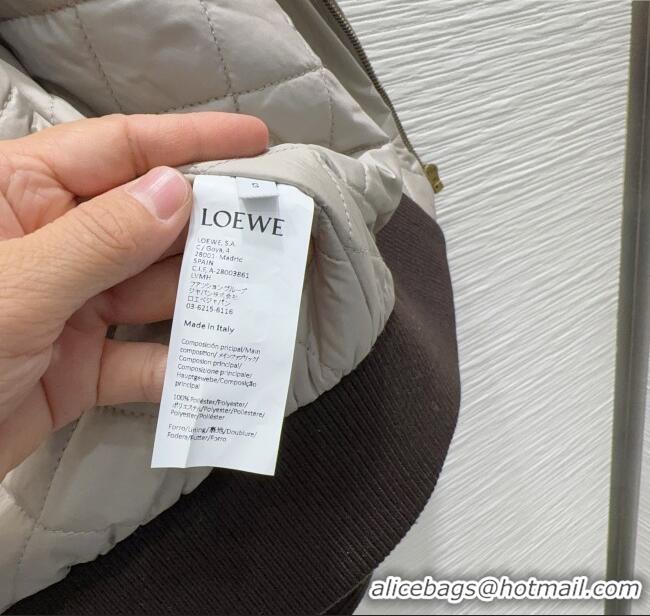 S
LOEWE
LOEWE, S.A.
C / Goya, 4
28001- Madrid
SPAIN
C.I.F. A-28003861
LVMH
ファッショングループ
ジャパン株式会社
ロエベジャパン
03-6215-6116
Made in Italy
Composición principal/Main
composition/ メインファブリック/
Composion principal/
Composizione principale/
Hauptgewebe/ Composição
principal
100% Poliéster/Polyester/
ポリエステル/Polyester/Poliestere/
Polyester/Poliéster
Forro/Lining/裏地/Doublure/
Fodera/Futter/Forro
alicebags@hotmail.com